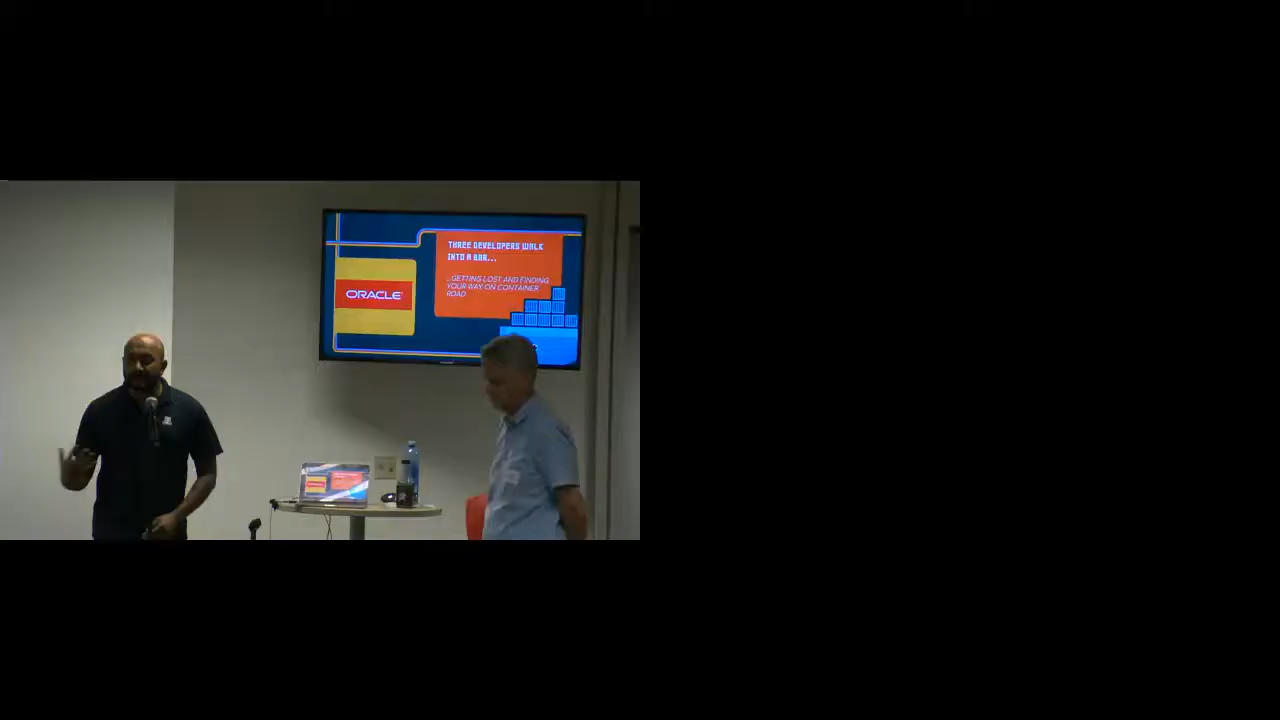 THREE DEVELOPERS WALK
INTO A BAR...
...GETTING LOST AND FINDING
YOUR WAY ON CONTAINER
ROAD
ORACLE